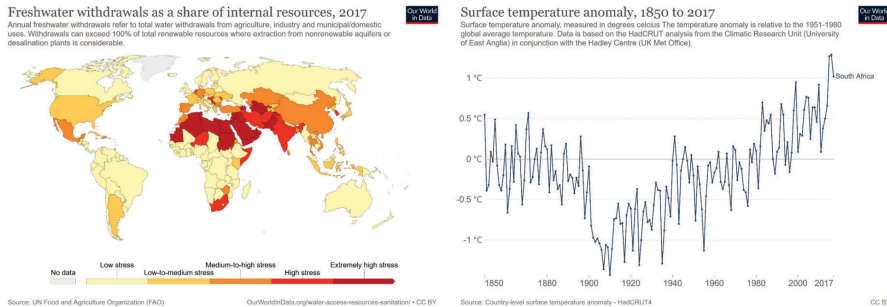 Freshwater withdrawals as a share of internal resources, 2017
Annual freshwater withdrawals refer to total water withdrawals from agriculture, industry and municipal/domestic
uses. Withdrawals can exceed 100% of total renewable resources where extraction from nonrenewable aquifers or
desalination plants is considerable.
Our World
in Data
No data
Low stress
Low-to-medium stress
Medium-to-high stress
High stress
Extremely high stress
Source: UN Food and Agriculture Organization (FAO)
OurWorldInData.org/water-access-resources-sanitation/ • CC BY
Surface temperature anomaly, 1850 to 2017
Surface temperature anomaly, measured in degrees celcius The temperature anomaly is relative to the 1951-1980
global average temperature. Data is based on the HadCRUT analysis from the Climatic Research Unit (University
of East Anglia) in conjunction with the Hadley Centre (UK Met Office).
Our World
in Data
1 °C
0.5 °C
0 °C
-0.5 °C
-1 °C
South Africa
1850
1880
1900
1920
1940
1960
1980
2000
2017
Source: Country-level surface temperature anomaly - HadCRUT4
CC BY